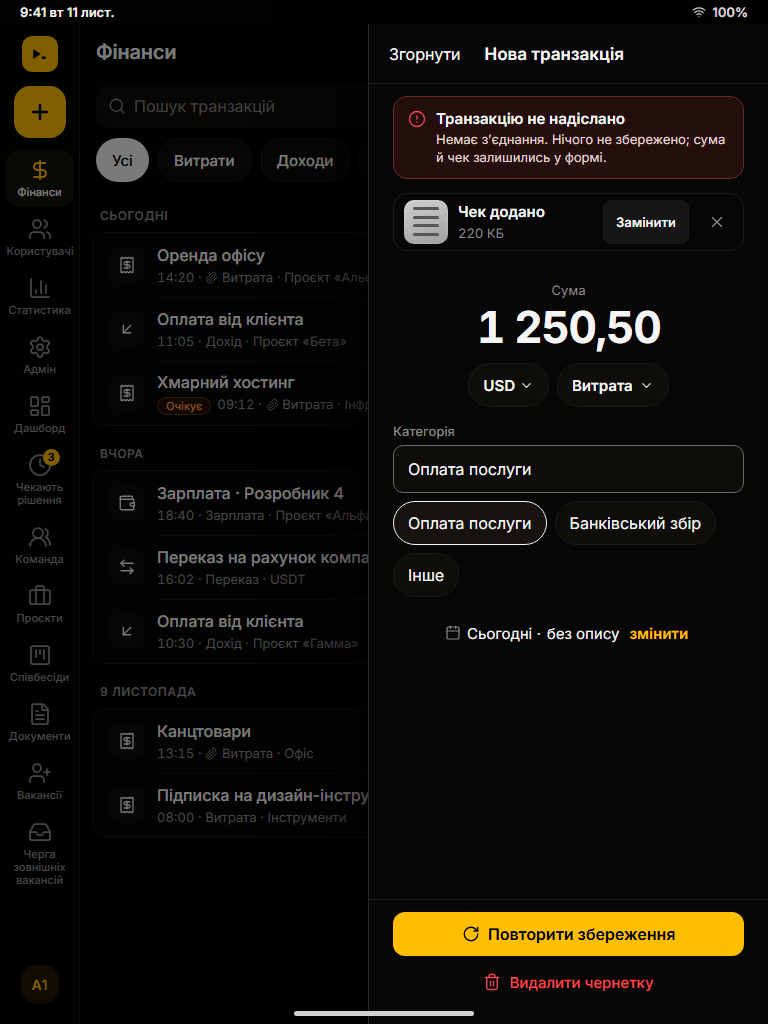 9:41 вт 11 лист.
100%
Фінанси
Користувачі
Статистика
Адмін
Дашборд
3
Чекають
рішення
Команда
Проєкти
Співбесіди
Документи
Вакансії
Черга
зовнішніх
вакансій
А1
Фінанси
Пошук транзакцій
Усі
Витрати
Доходи
СЬОГОДНІ
Оренда офісу
14:20 · Витрата · Проєкт «Альф
Оплата від клієнта
11:05 · Дохід · Проєкт «Бета»
Хмарний хостинг
Очікує 09:12 · Витрата · Інфр
ВЧОРА
Зарплата · Розробник 4
18:40 · Зарплата · Проєкт «Альфа
Переказ на рахунок компа
16:02 · Переказ · USDT
Оплата від клієнта
10:30 · Дохід · Проєкт «Гамма»
9 ЛИСТОПАДА
Канцтовари
13:15 · Витрата · Офіс
Підписка на дизайн-інстру
08:00 · Витрата · Інструменти
Згорнути
Нова транзакція
Транзакцію не надіслано
Немає з’єднання. Нічого не збережено; сума
й чек залишились у формі.
Чек додано
220 КБ
Замінити
Сума
1 250,50
USD
Витрата
Категорія
Оплата послуги
Оплата послуги
Банківський збір
Інше
Сьогодні · без опису змінити
Повторити збереження
Видалити чернетку